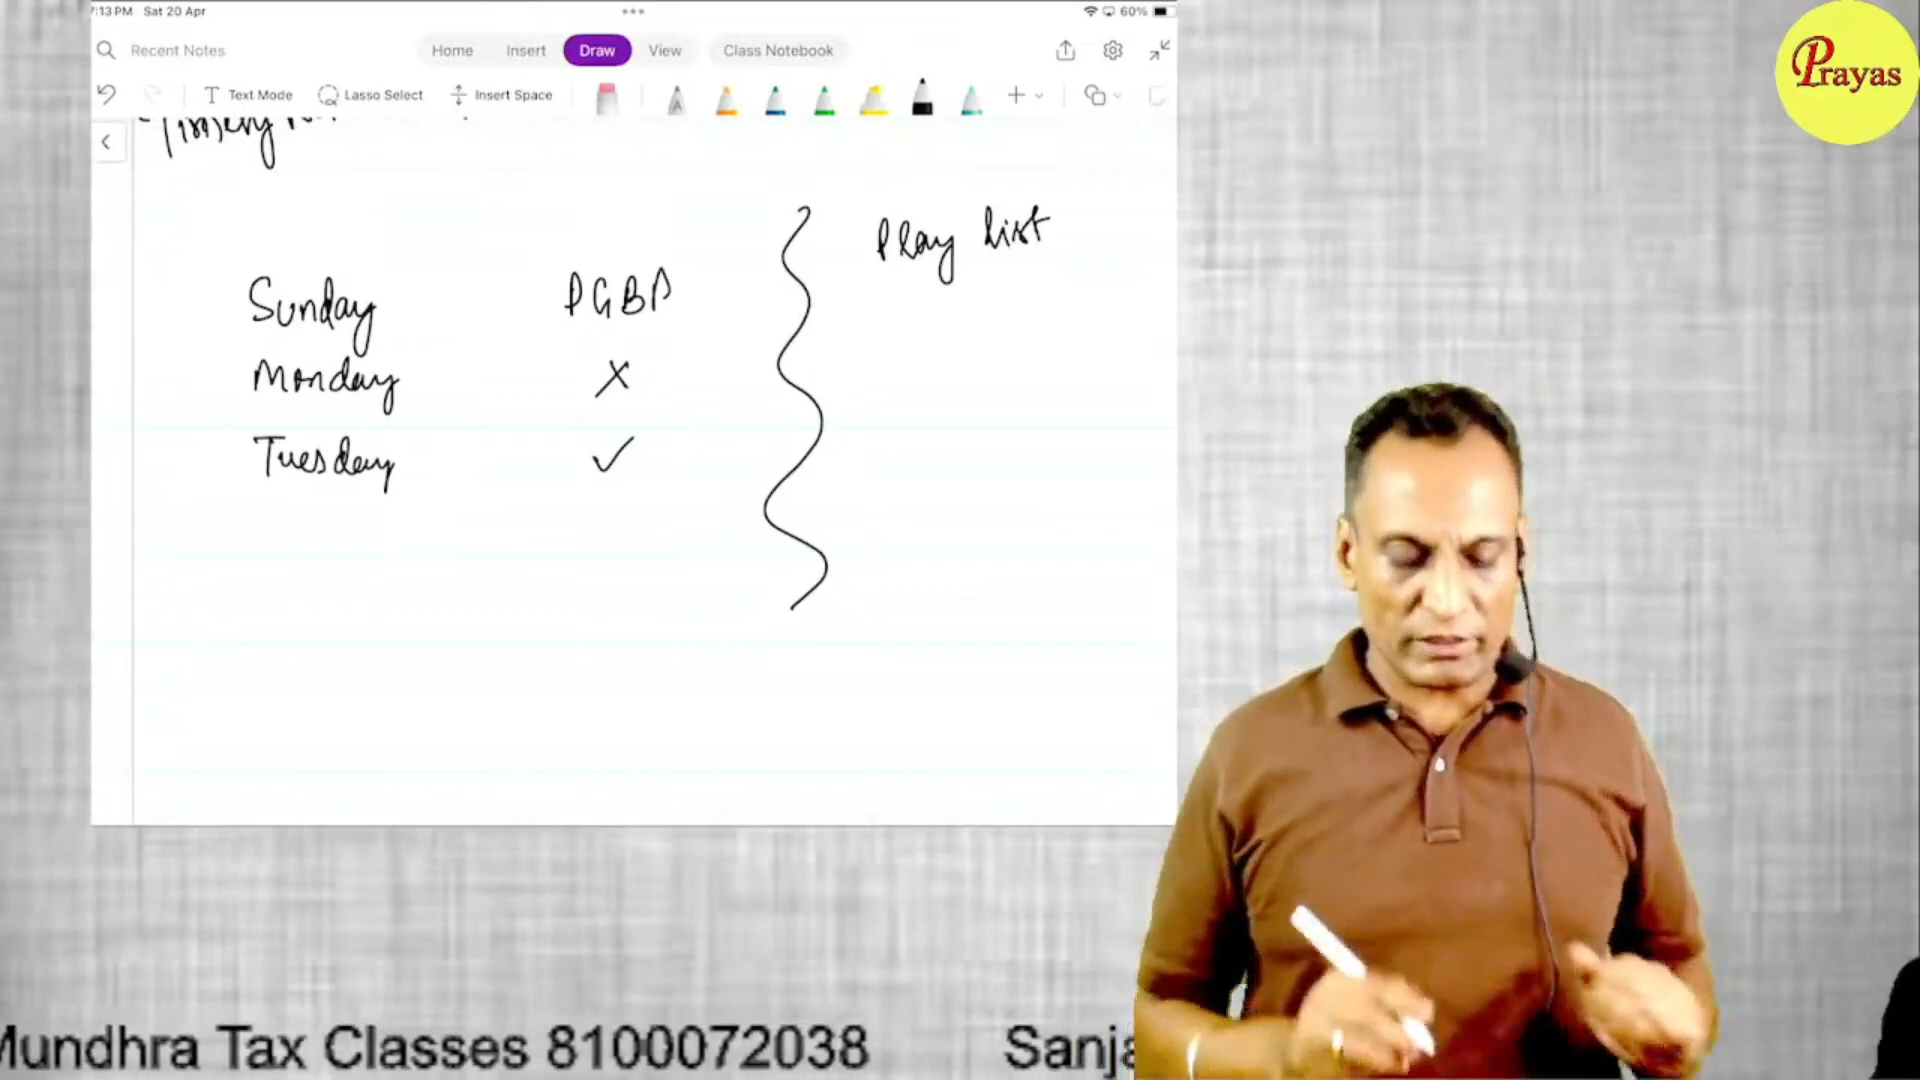 7:13 PM Sat 20 Apr
60%
Prayas
Recent Notes
Home Insert Draw View Class Notebook
Text Mode Lasso Select Insert Space
Play list
Sunday PGBP
Monday X
Tuesday ✓
Mundhra Tax Classes 8100072038 Sanja